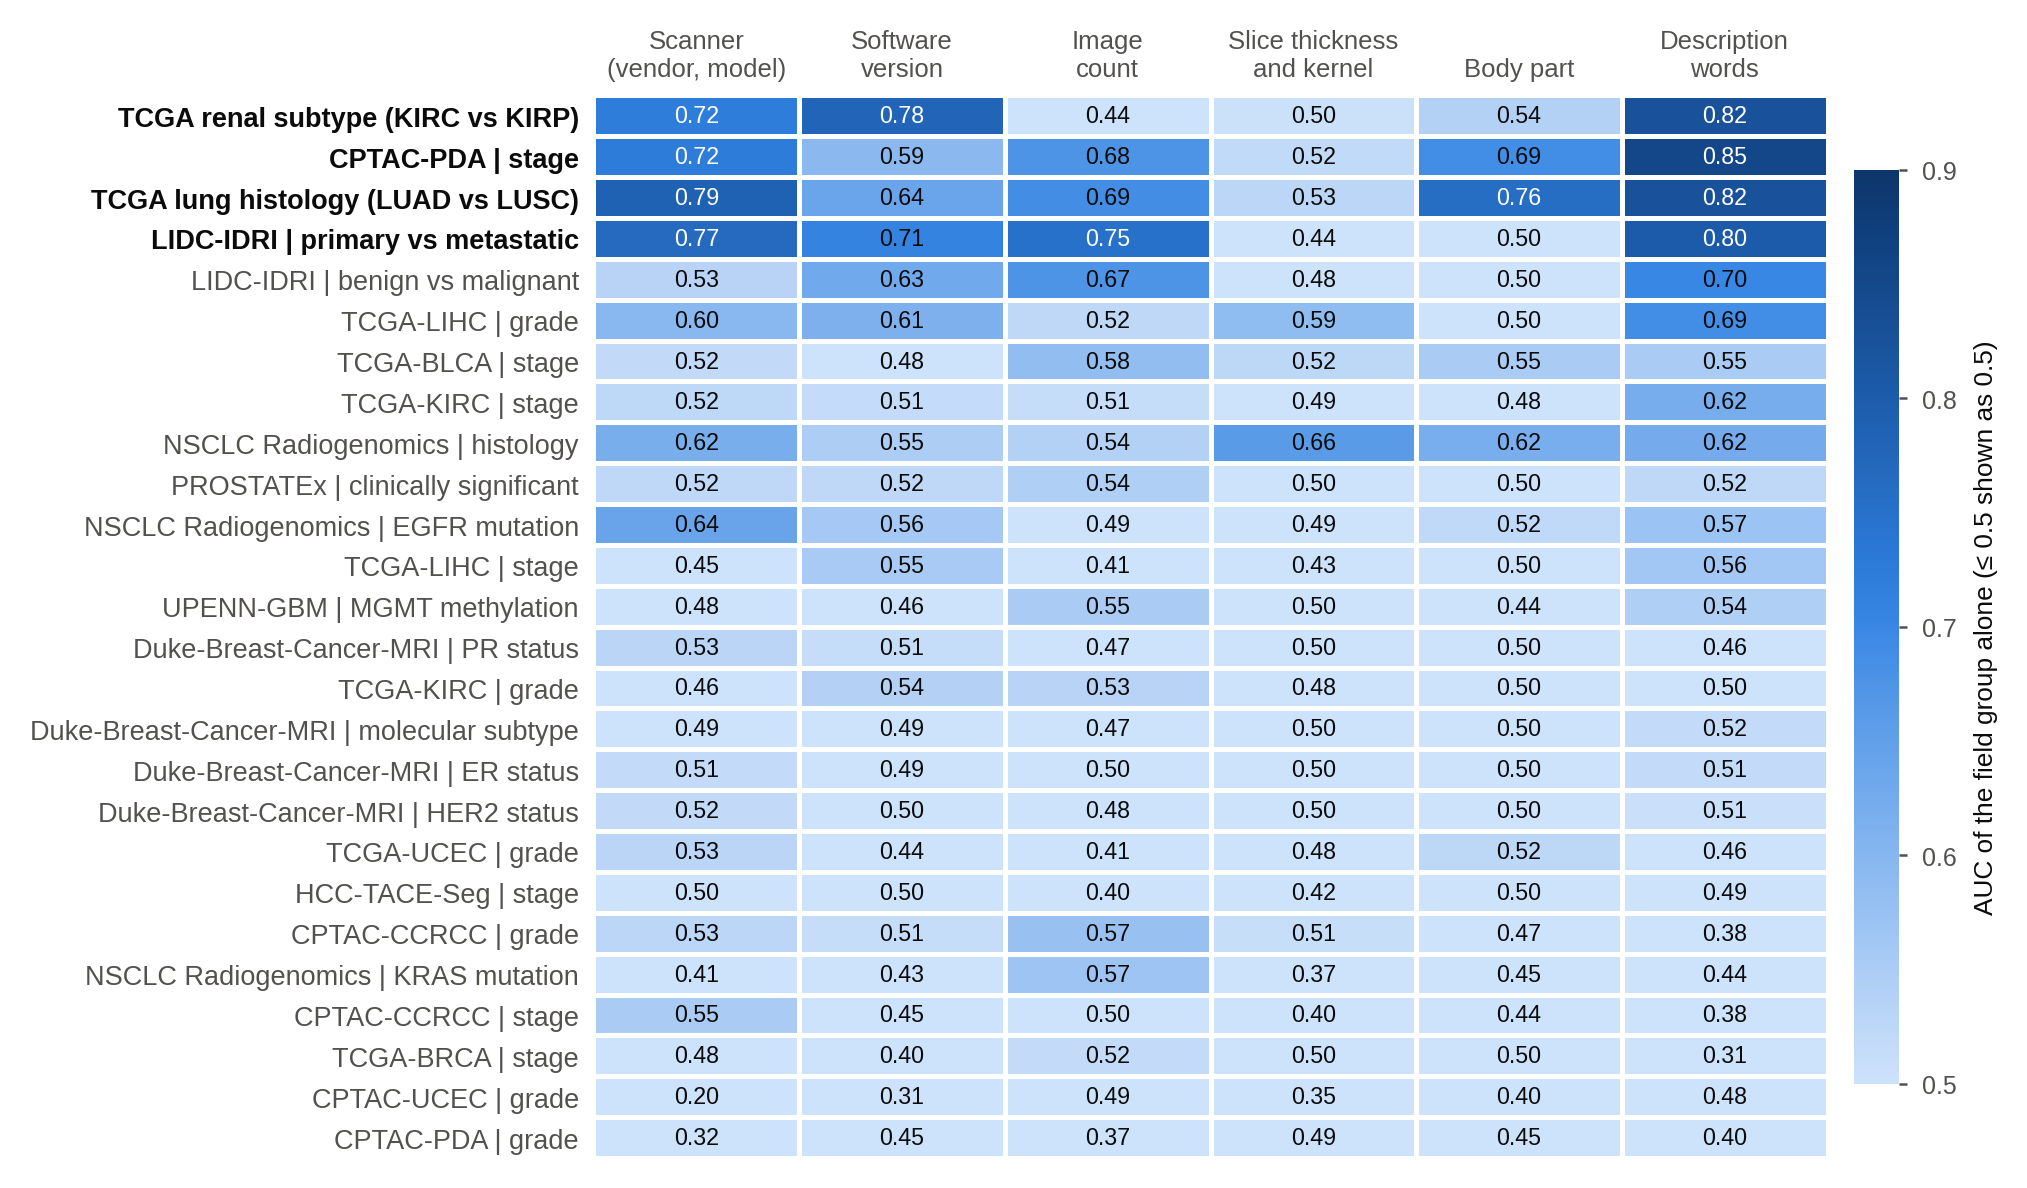 Scanner
(vendor, model)
Software
version
Image
count
Slice thickness
and kernel
Body part
Description
words
TCGA renal subtype (KIRC vs KIRP) 0.72 0.78 0.44 0.50 0.54 0.82
CPTAC-PDA | stage 0.72 0.59 0.68 0.52 0.69 0.85
TCGA lung histology (LUAD vs LUSC) 0.79 0.64 0.69 0.53 0.76 0.82
LIDC-IDRI | primary vs metastatic 0.77 0.71 0.75 0.44 0.50 0.80
LIDC-IDRI | benign vs malignant 0.53 0.63 0.67 0.48 0.50 0.70
TCGA-LIHC | grade 0.60 0.61 0.52 0.59 0.50 0.69
TCGA-BLCA | stage 0.52 0.48 0.58 0.52 0.55 0.55
TCGA-KIRC | stage 0.52 0.51 0.51 0.49 0.48 0.62
NSCLC Radiogenomics | histology 0.62 0.55 0.54 0.66 0.62 0.62
PROSTATEx | clinically significant 0.52 0.52 0.54 0.50 0.50 0.52
NSCLC Radiogenomics | EGFR mutation 0.64 0.56 0.49 0.49 0.52 0.57
TCGA-LIHC | stage 0.45 0.55 0.41 0.43 0.50 0.56
UPENN-GBM | MGMT methylation 0.48 0.46 0.55 0.50 0.44 0.54
Duke-Breast-Cancer-MRI | PR status 0.53 0.51 0.47 0.50 0.50 0.46
TCGA-KIRC | grade 0.46 0.54 0.53 0.48 0.50 0.50
Duke-Breast-Cancer-MRI | molecular subtype 0.49 0.49 0.47 0.50 0.50 0.52
Duke-Breast-Cancer-MRI | ER status 0.51 0.49 0.50 0.50 0.50 0.51
Duke-Breast-Cancer-MRI | HER2 status 0.52 0.50 0.48 0.50 0.50 0.51
TCGA-UCEC | grade 0.53 0.44 0.41 0.48 0.52 0.46
HCC-TACE-Seg | stage 0.50 0.50 0.40 0.42 0.50 0.49
CPTAC-CCRCC | grade 0.53 0.51 0.57 0.51 0.47 0.38
NSCLC Radiogenomics | KRAS mutation 0.41 0.43 0.57 0.37 0.45 0.44
CPTAC-CCRCC | stage 0.55 0.45 0.50 0.40 0.44 0.38
TCGA-BRCA | stage 0.48 0.40 0.52 0.50 0.50 0.31
CPTAC-UCEC | grade 0.20 0.31 0.49 0.35 0.40 0.48
CPTAC-PDA | grade 0.32 0.45 0.37 0.49 0.45 0.40
0.9
0.8
0.7
0.6
0.5
AUC of the field group alone (≤ 0.5 shown as 0.5)